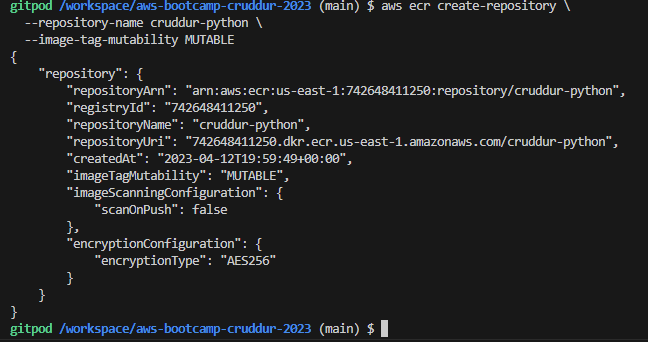 gitpod /workspace/aws-bootcamp-cruddur-2023 (main) $ aws ecr create-repository \
  --repository-name cruddur-python \
  --image-tag-mutability MUTABLE
{
    "repository": {
        "repositoryArn": "arn:aws:ecr:us-east-1:742648411250:repository/cruddur-python",
        "registryId": "742648411250",
        "repositoryName": "cruddur-python",
        "repositoryUri": "742648411250.dkr.ecr.us-east-1.amazonaws.com/cruddur-python",
        "createdAt": "2023-04-12T19:59:49+00:00",
        "imageTagMutability": "MUTABLE",
        "imageScanningConfiguration": {
            "scanOnPush": false
        },
        "encryptionConfiguration": {
            "encryptionType": "AES256"
        }
    }
}
gitpod /workspace/aws-bootcamp-cruddur-2023 (main) $